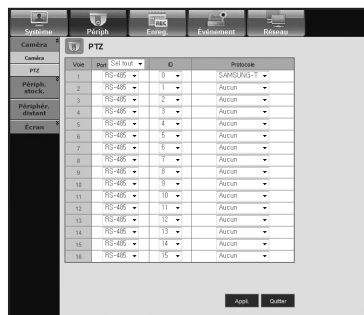 Système Périph Enreg. Événement Réseau
REC
Caméra
Caméra
PTZ
Périph. stock.
Périphér. distant
Ecran
PTZ
Voie Port Sél tout ID Protocole
1 RS-485 0 SAMSUNG-T
2 RS-485 1 Aucun
3 RS-485 2 Aucun
4 RS-485 3 Aucun
5 RS-485 4 Aucun
6 RS-485 5 Aucun
7 RS-485 6 Aucun
8 RS-485 7 Aucun
9 RS-485 8 Aucun
10 RS-485 9 Aucun
11 RS-485 10 Aucun
12 RS-485 11 Aucun
13 RS-485 12 Aucun
14 RS-485 13 Aucun
15 RS-485 14 Aucun
16 RS-485 15 Aucun
Appli. Quitter